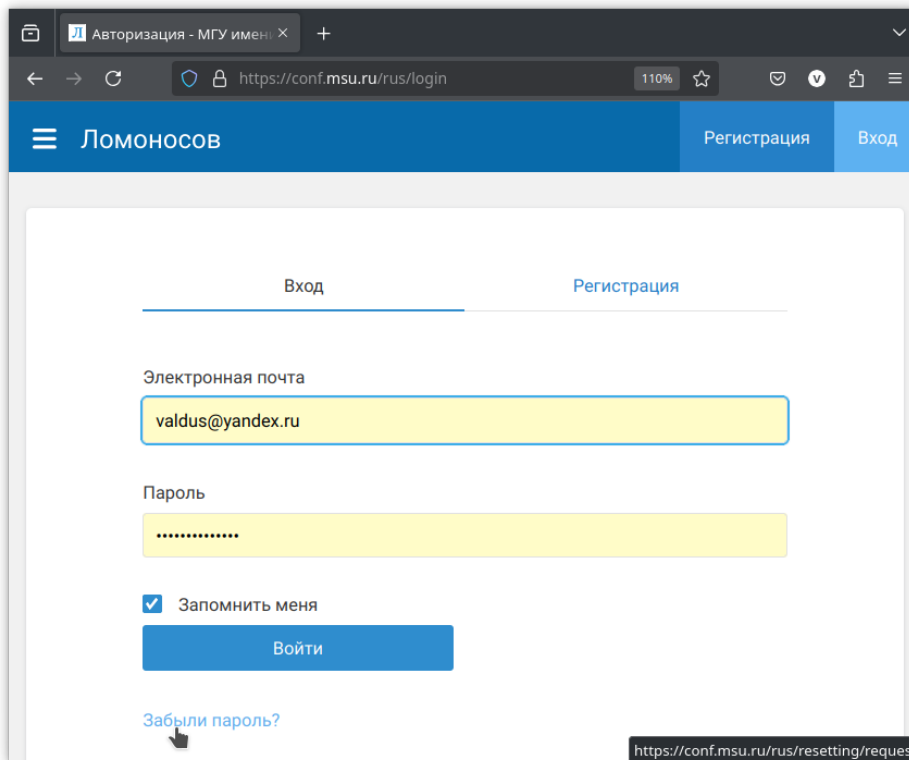 Авторизация - МГУ имени
https://conf.msu.ru/rus/login
110%
Ломоносов
Регистрация
Вход
Вход
Регистрация
Электронная почта
valdus@yandex.ru
Пароль
••••••••••••••
Запомнить меня
Войти
Забыли пароль?
https://conf.msu.ru/rus/resetting/reques